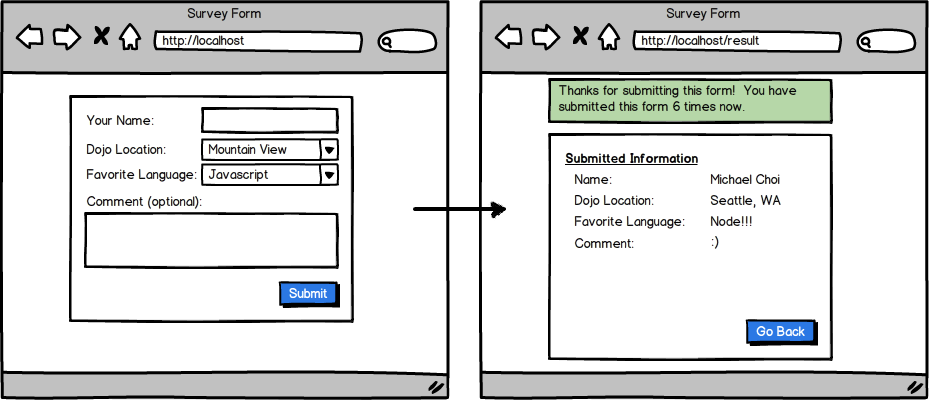 Survey Form
http://localhost
Your Name:
Dojo Location: Mountain View
Favorite Language: Javascript
Comment (optional):
Submit
Survey Form
http://localhost/result
Thanks for submitting this form! You have
submitted this form 6 times now.
Submitted Information
Name: Michael Choi
Dojo Location: Seattle, WA
Favorite Language: Node!!!
Comment: :)
Go Back